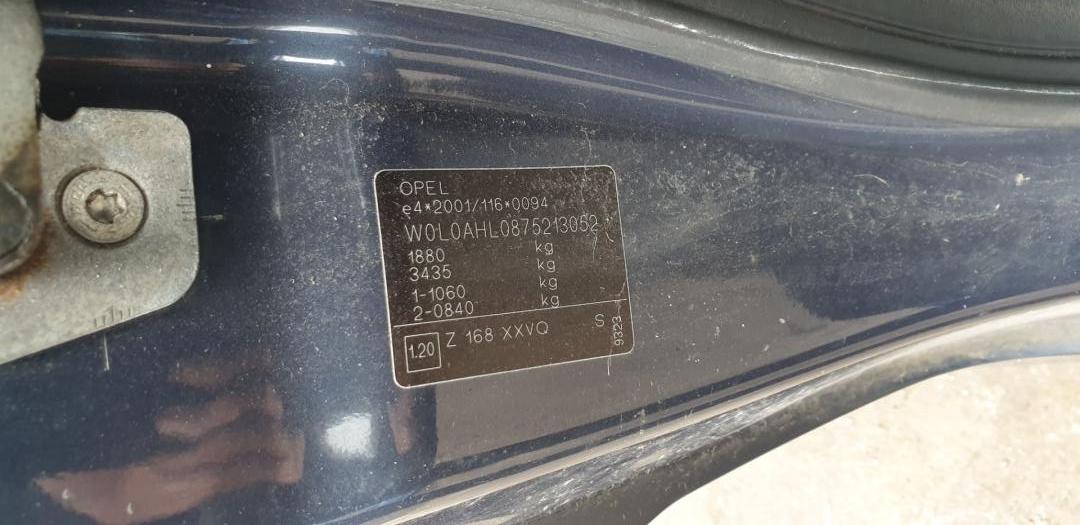 OPEL
e4*2001/116*0094
W0L0AHL0875213052
1880 kg
3435 kg
1-1060 kg
2-0840 kg
1.20 Z 168 XXVQ S
9323